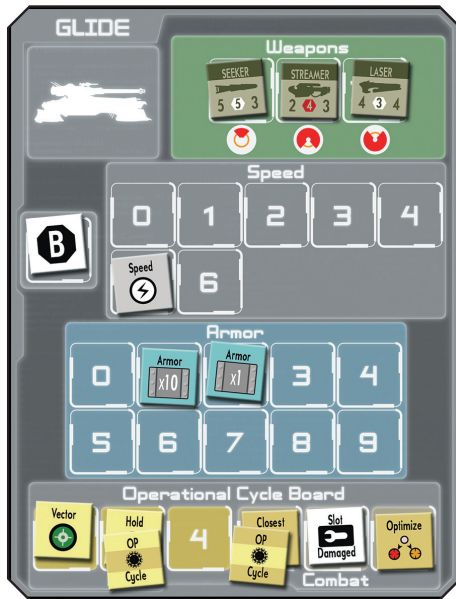 GLIDE
Weapons
SEEKER
5 5 3
STREAMER
2 4 3
LASER
4 3 4
Speed
0 1 2 3 4
B
Speed
6
Armor
0
Armor
x10
Armor
x1
3 4
5 6 7 8 9
Operational Cycle Board
Vector
Hold
OP
Cycle
4
Closest
OP
Cycle
Slot
Damaged
Optimize
Combat